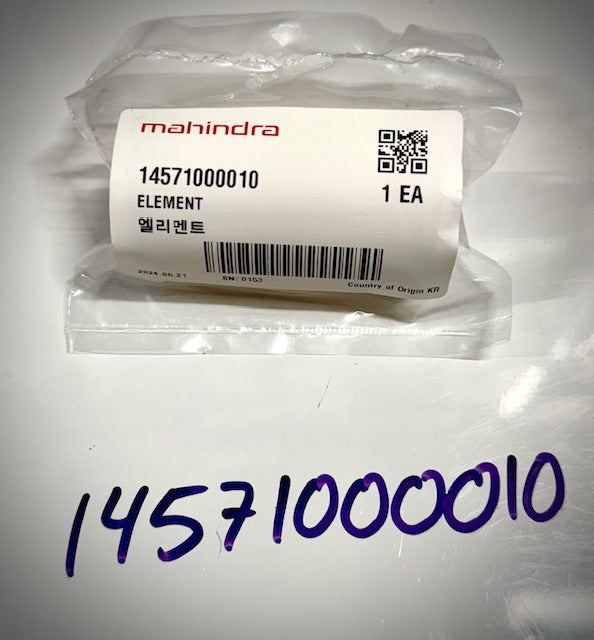 mahindra
14571000010
1 EA
ELEMENT
엘리멘트
2024.06.21 SN: 0153 Country of Origin KR
14571000010